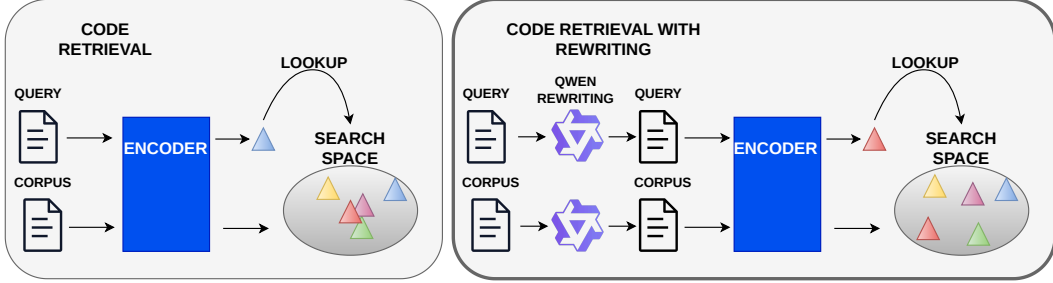 CODE
RETRIEVAL
LOOKUP
QUERY
ENCODER
SEARCH
SPACE
CORPUS
CODE RETRIEVAL WITH
REWRITING
LOOKUP
QUERY
QWEN
REWRITING
QUERY
ENCODER
SEARCH
SPACE
CORPUS
CORPUS